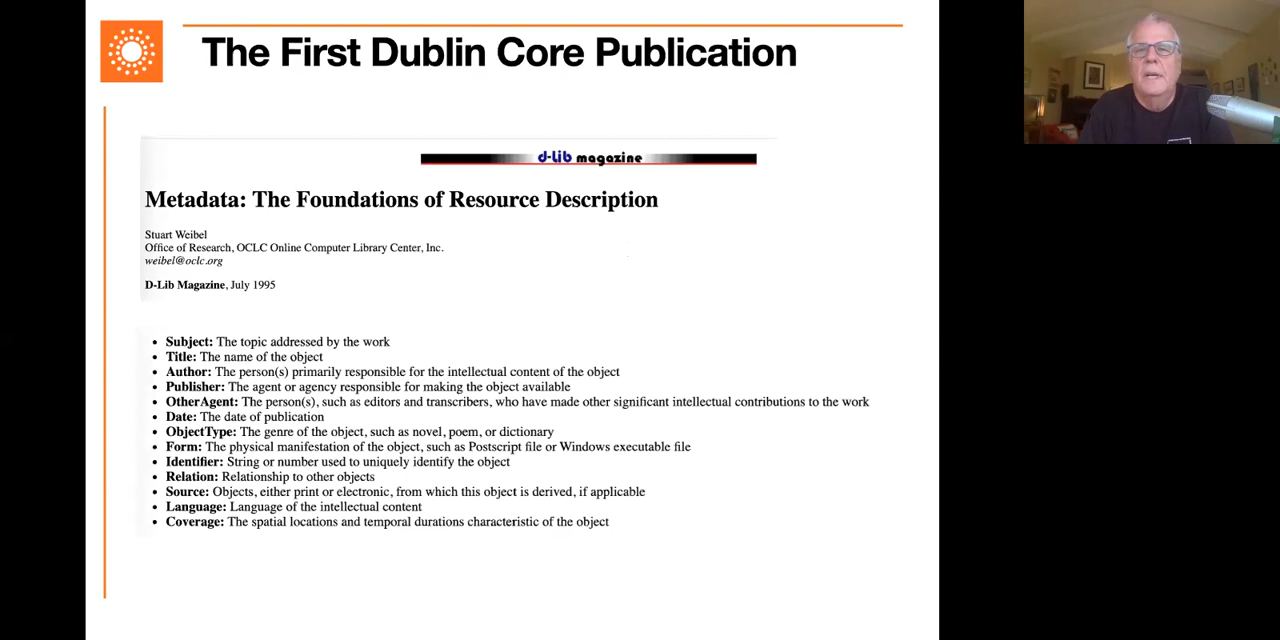 The First Dublin Core Publication
d-Lib magazine
Metadata: The Foundations of Resource Description
Stuart Weibel
Office of Research, OCLC Online Computer Library Center, Inc.
weibel@oclc.org
D-Lib Magazine, July 1995
• Subject: The topic addressed by the work
• Title: The name of the object
• Author: The person(s) primarily responsible for the intellectual content of the object
• Publisher: The agent or agency responsible for making the object available
• OtherAgent: The person(s), such as editors and transcribers, who have made other significant intellectual contributions to the work
• Date: The date of publication
• ObjectType: The genre of the object, such as novel, poem, or dictionary
• Form: The physical manifestation of the object, such as Postscript file or Windows executable file
• Identifier: String or number used to uniquely identify the object
• Relation: Relationship to other objects
• Source: Objects, either print or electronic, from which this object is derived, if applicable
• Language: Language of the intellectual content
• Coverage: The spatial locations and temporal durations characteristic of the object